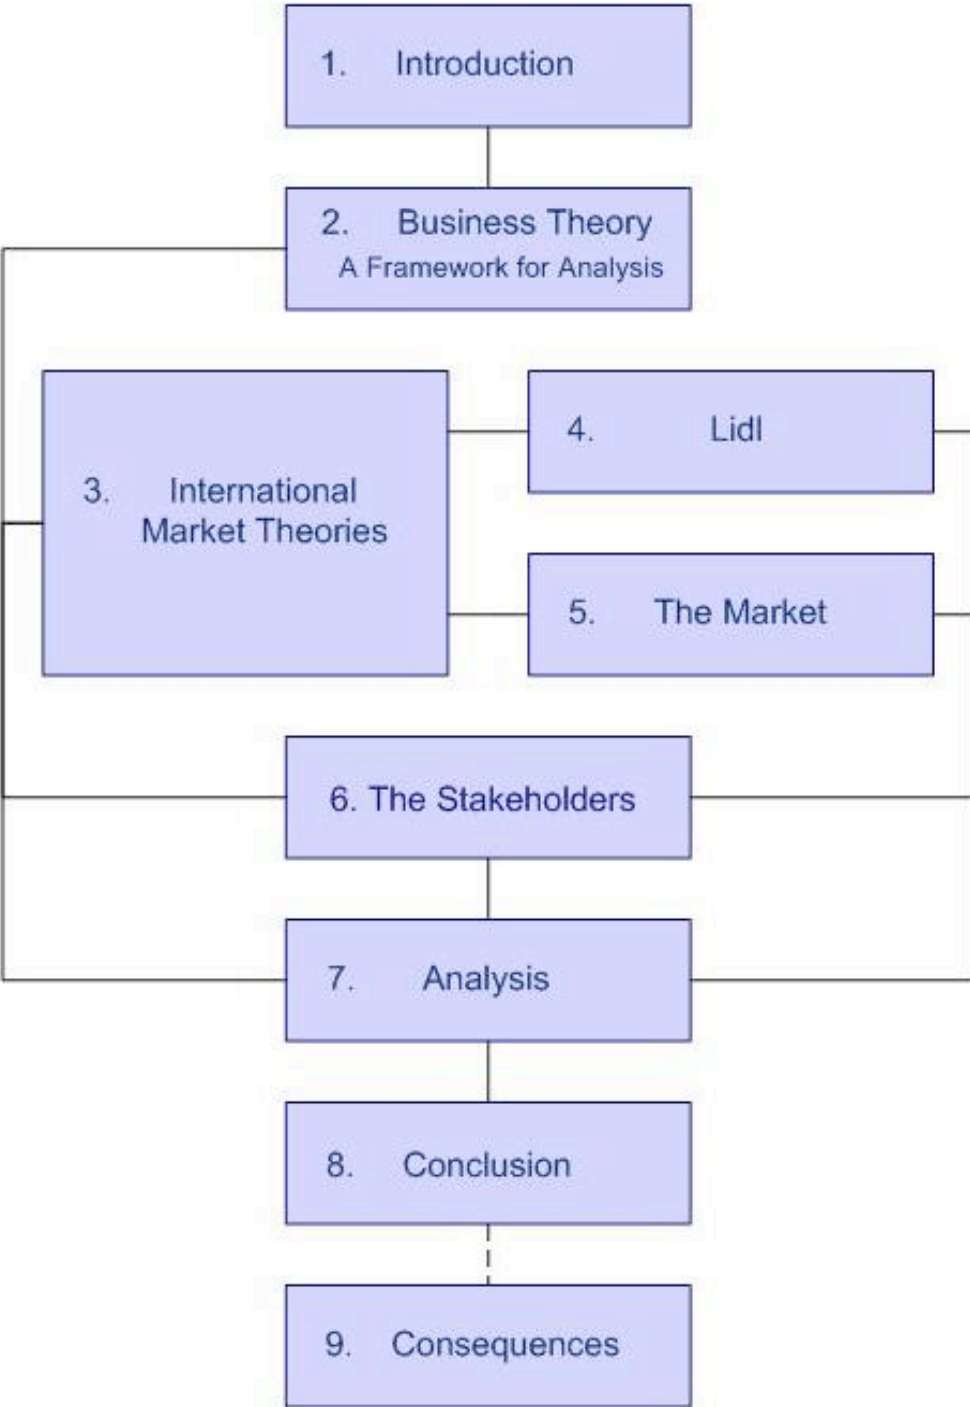 1. Introduction
2. Business Theory
A Framework for Analysis
3. International
Market Theories
4. Lidl
5. The Market
6. The Stakeholders
7. Analysis
8. Conclusion
9. Consequences